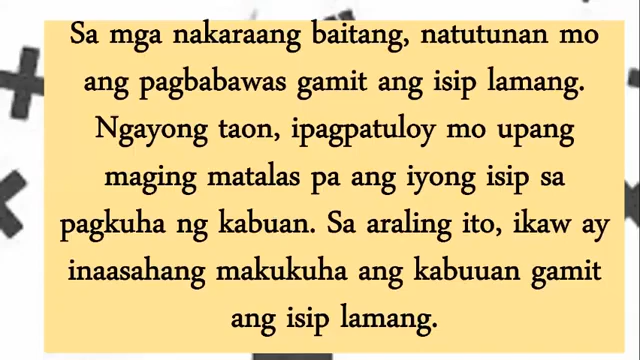 Sa mga nakaraang baitang, natutunan mo
ang pagbabawas gamit ang isip lamang.
Ngayong taon, ipagpatuloy mo upang
maging matalas pa ang iyong isip sa
pagkuha ng kabuan. Sa araling ito, ikaw ay
inaasahang makukuha ang kabuuan gamit
ang isip lamang.